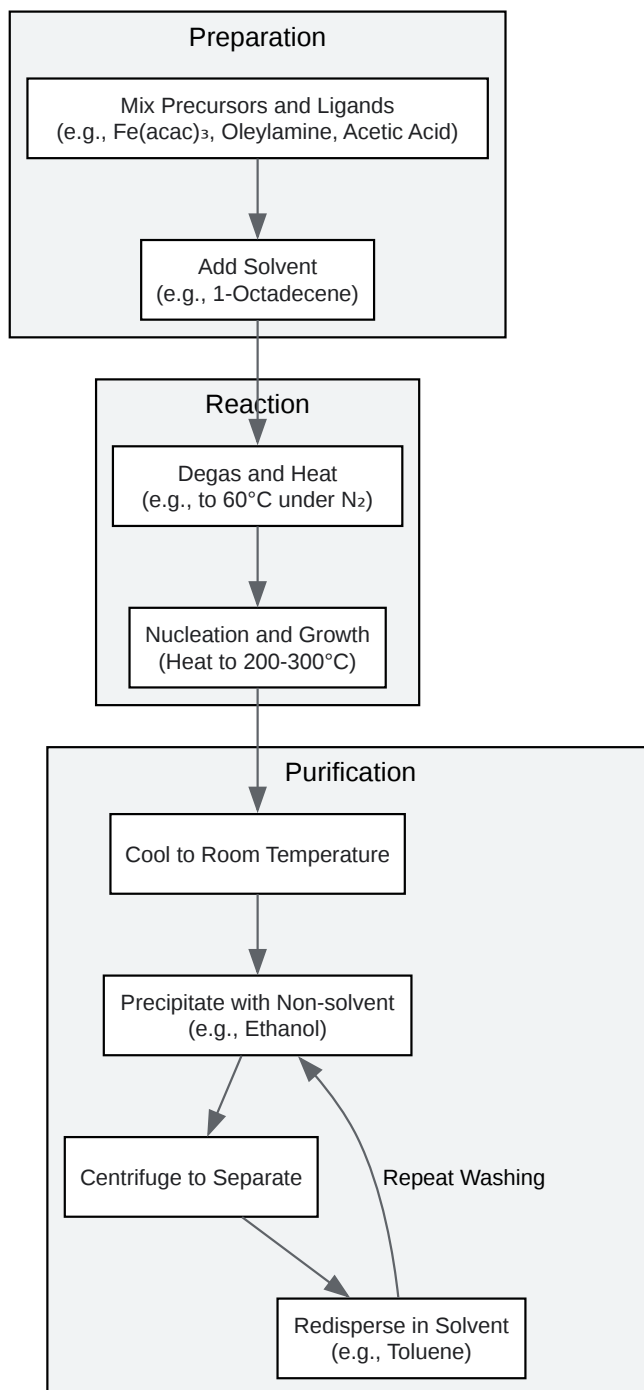 Preparation
Mix Precursors and Ligands
(e.g., Fe(acac)₃, Oleylamine, Acetic Acid)
Add Solvent
(e.g., 1-Octadecene)
Reaction
Degas and Heat
(e.g., to 60°C under N₂)
Nucleation and Growth
(Heat to 200-300°C)
Purification
Cool to Room Temperature
Precipitate with Non-solvent
(e.g., Ethanol)
Centrifuge to Separate
Repeat Washing
Redisperse in Solvent
(e.g., Toluene)